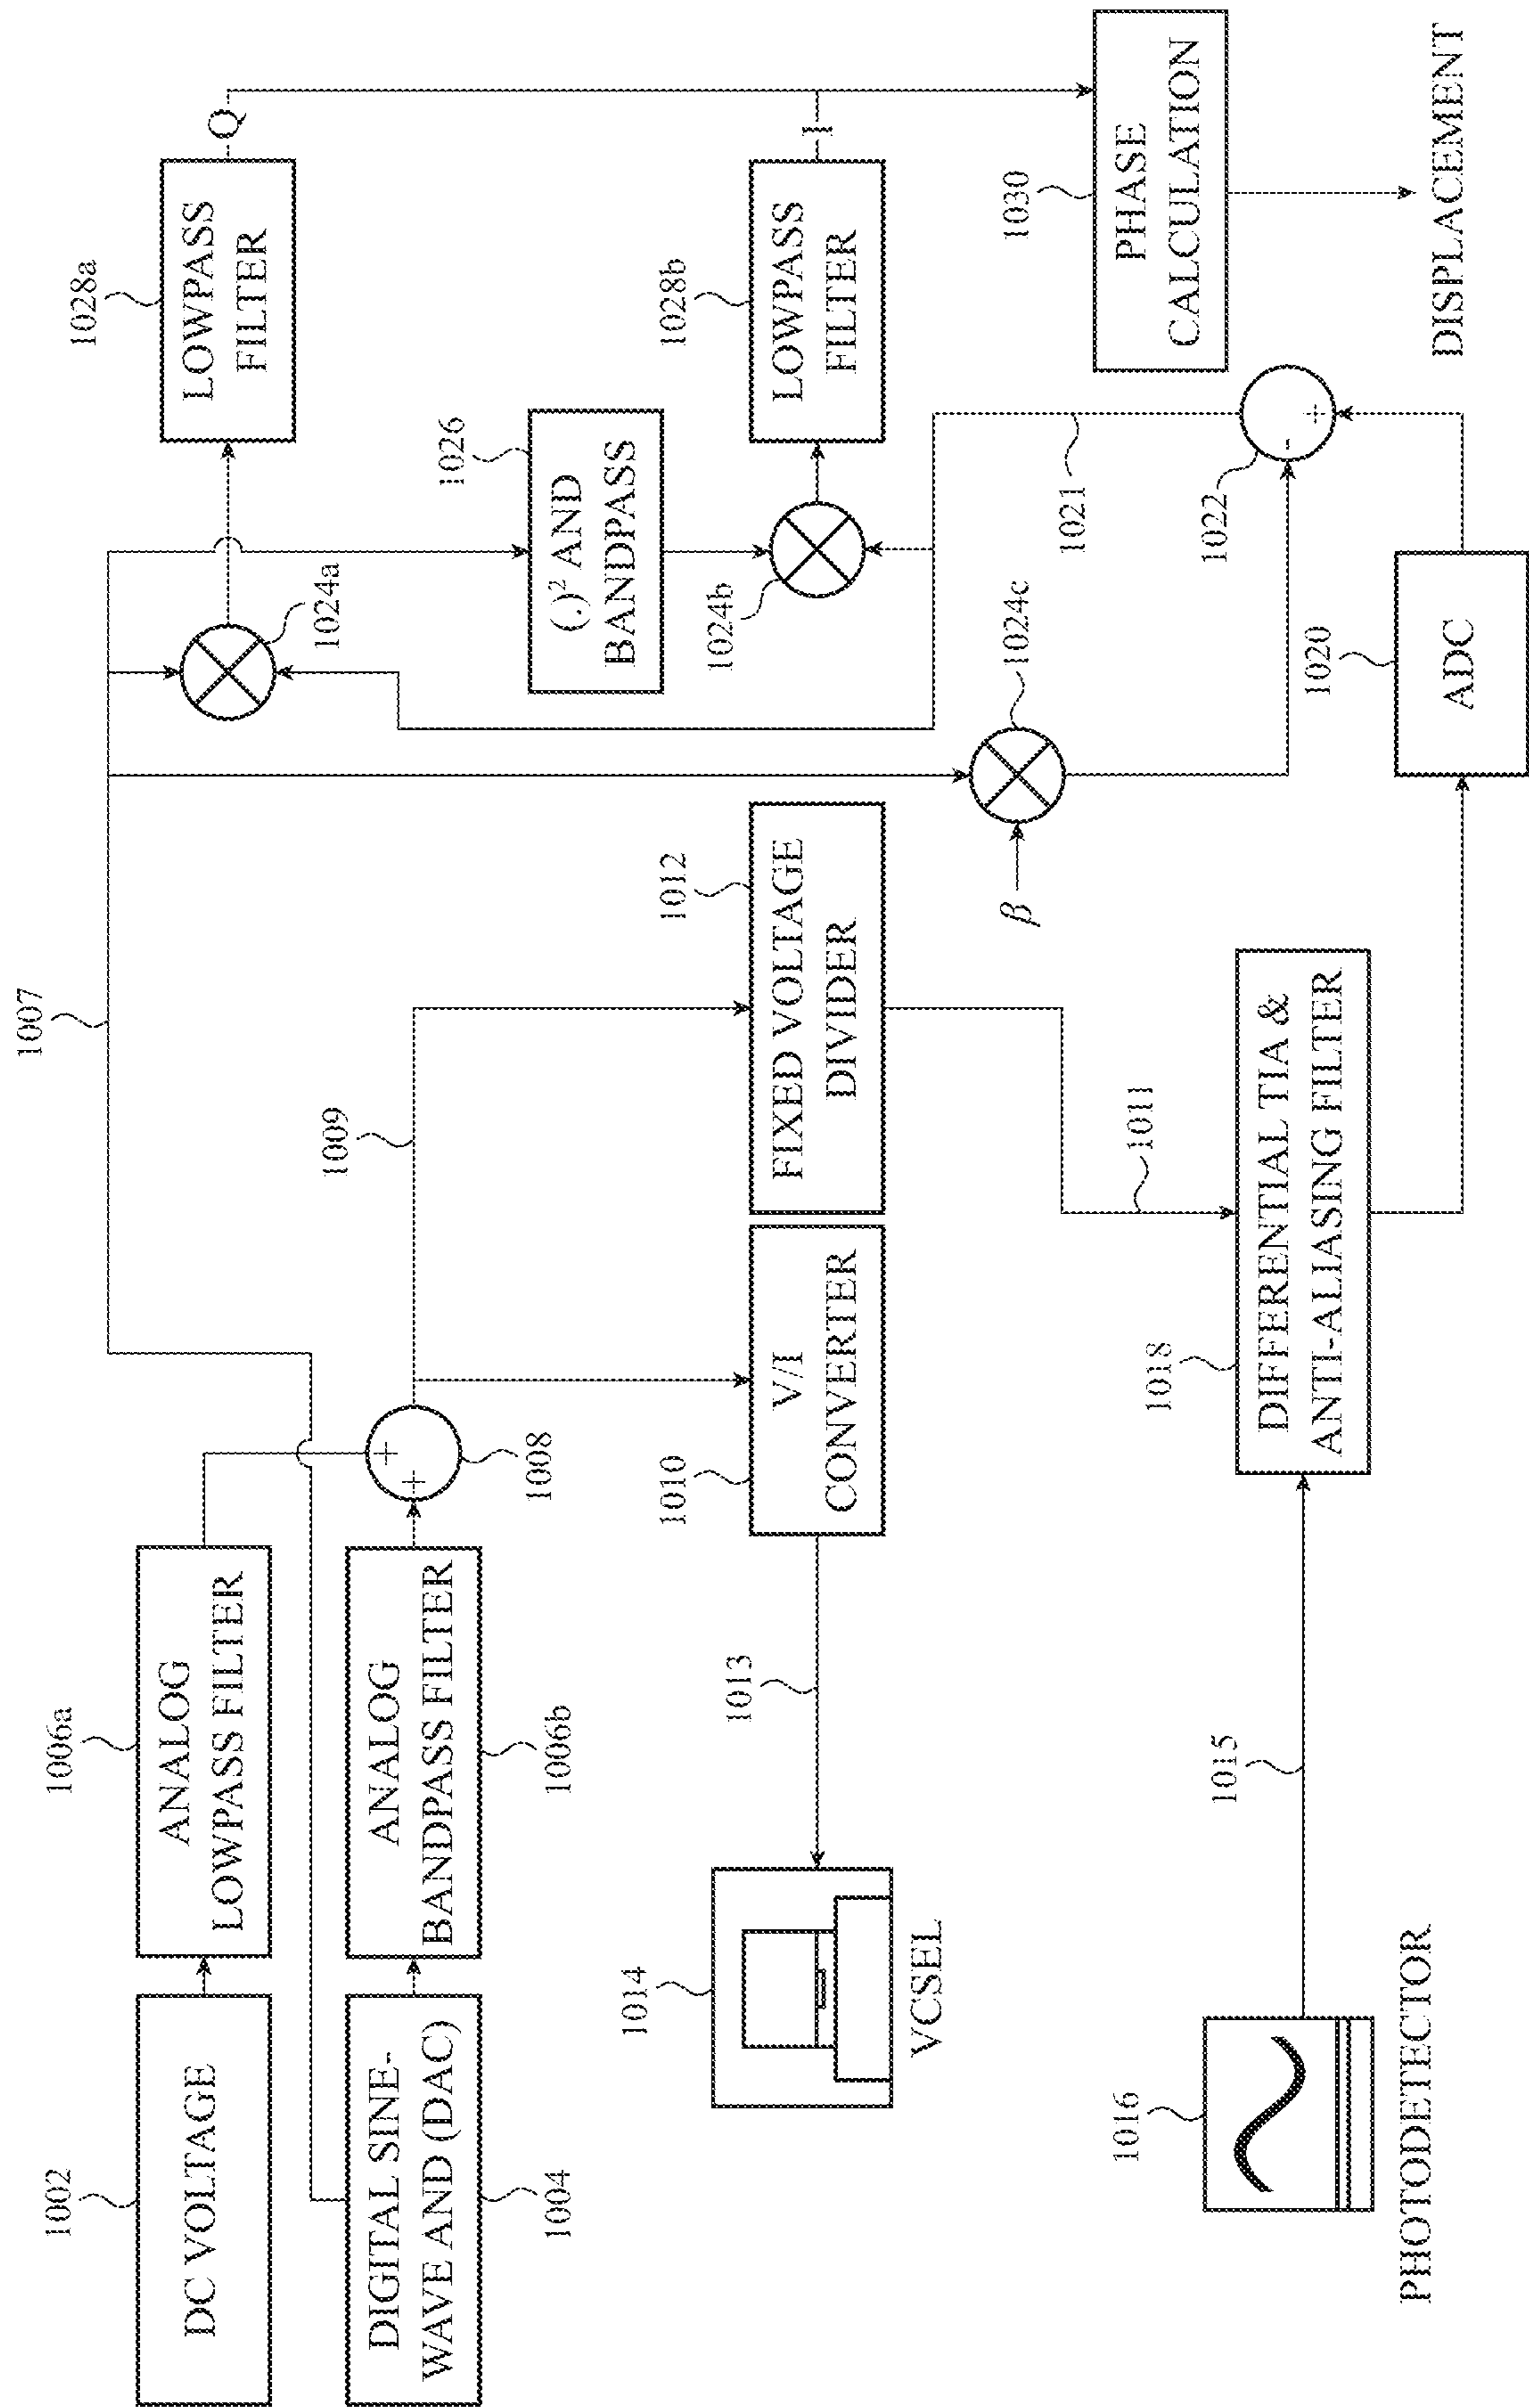 1002
DC VOLTAGE
1006a
ANALOG
LOWPASS FILTER
DIGITAL SINE-
WAVE AND (DAC)
1004
ANALOG
BANDPASS FILTER
1006b
+
+
1008
1007
1009
1010
V/I
CONVERTER
1012
FIXED VOLTAGE
DIVIDER
1013
1014
VCSEL
1011
1015
1016
PHOTODETECTOR
1018
DIFFERENTIAL TIA &
ANTI-ALIASING FILTER
1020
ADC
β
1024c
1022
-
+
1021
1024a
1026
(.)² AND
BANDPASS
1024b
1028a
LOWPASS
FILTER
Q
1028b
LOWPASS
FILTER
I
1030
PHASE
CALCULATION
DISPLACEMENT